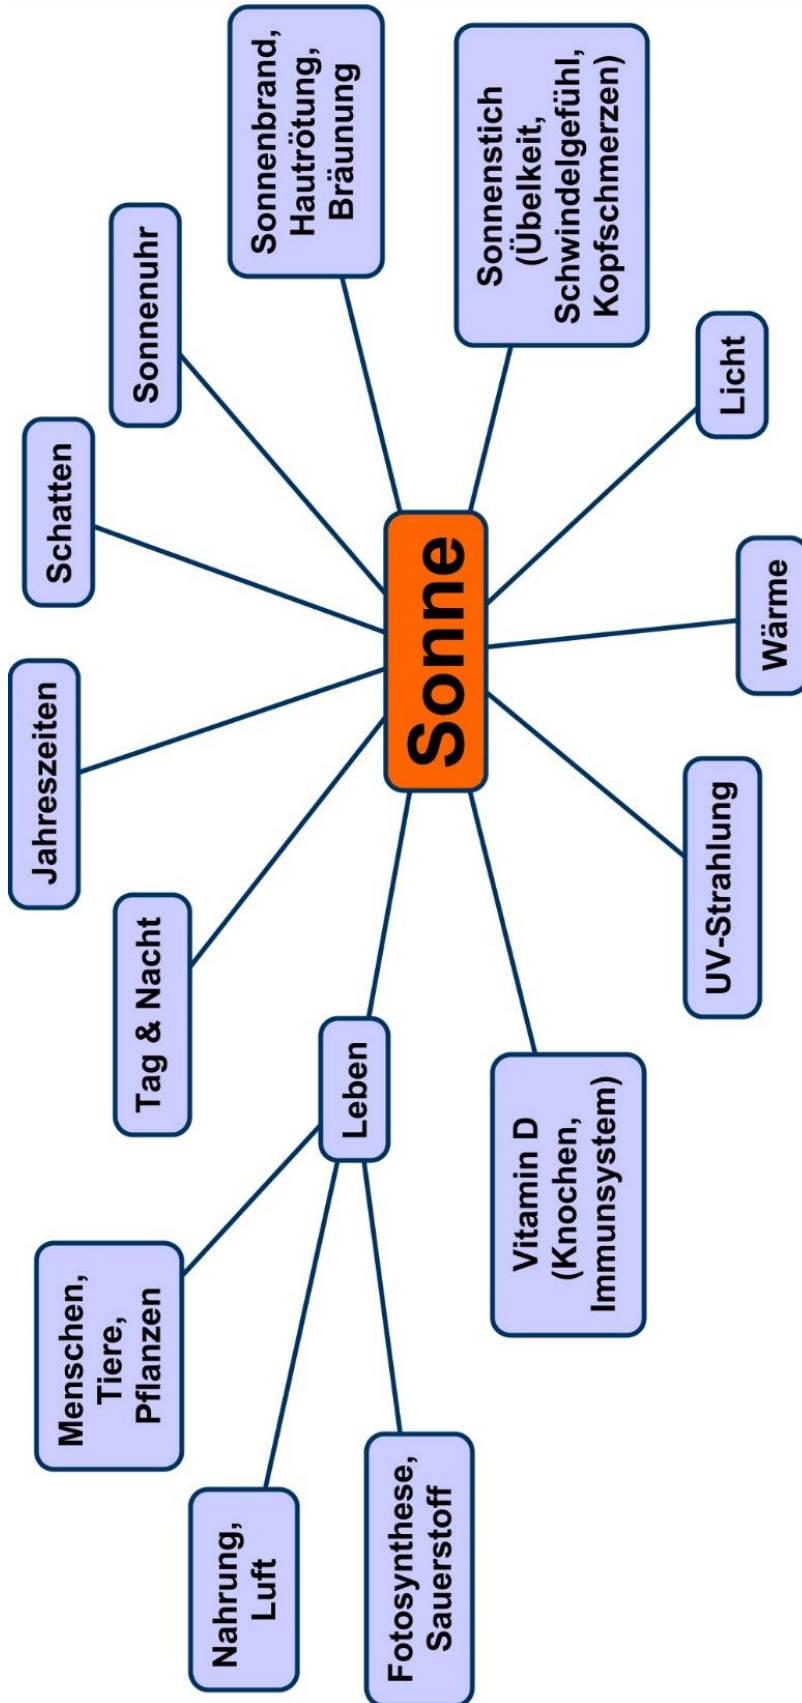 Menschen,
Tiere,
Pflanzen
Nahrung,
Luft
Fotosynthese,
Sauerstoff
Leben
Tag & Nacht
Jahreszeiten
Schatten
Sonnenuhr
Sonnenbrand,
Hautrötung,
Bräunung
Sonne
Sonnenstich
(Übelkeit,
Schwindelgefühl,
Kopfschmerzen)
Licht
Wärme
UV-Strahlung
Vitamin D
(Knochen,
Immunsystem)